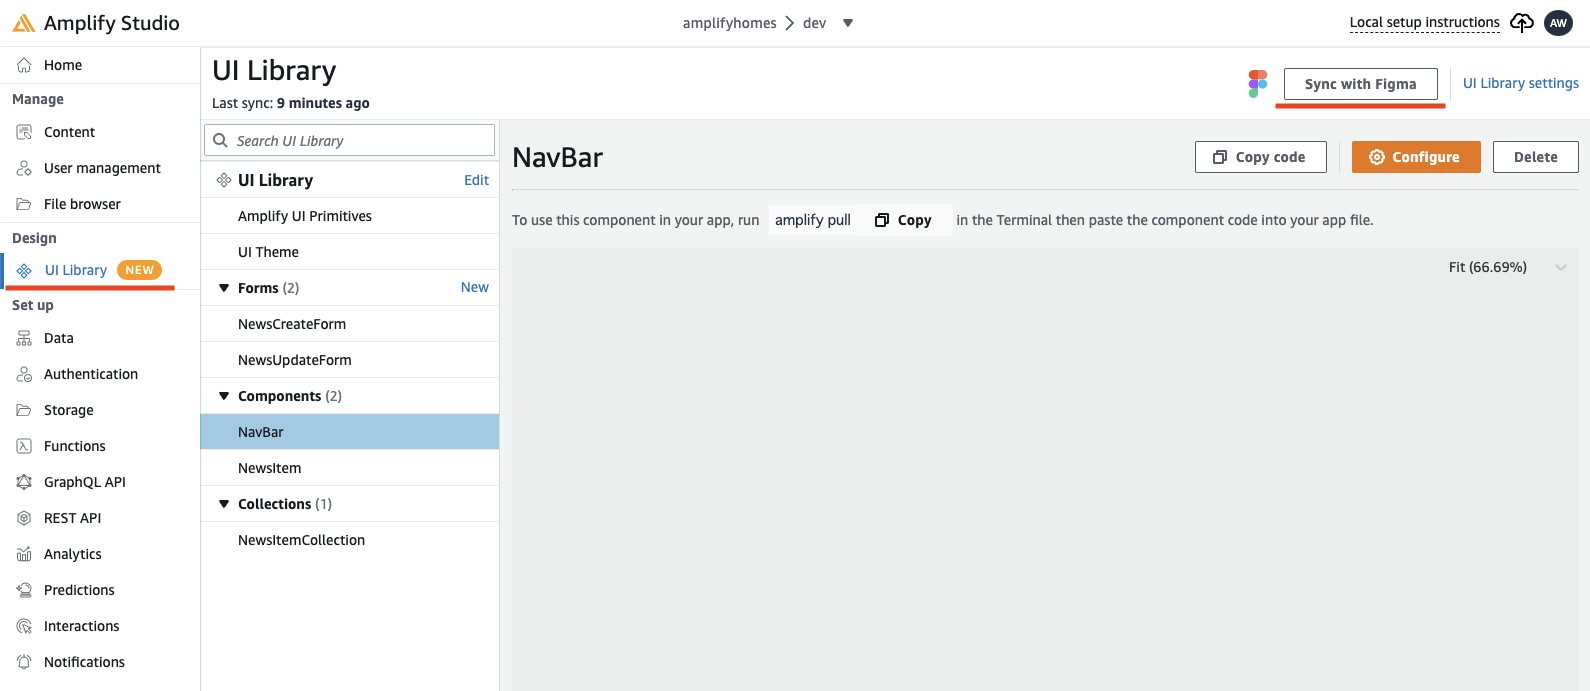 Amplify Studio
amplifyhomes dev
Local setup instructions
AW
Home
Manage
Content
User management
File browser
Design
UI Library NEW
Set up
Data
Authentication
Storage
Functions
GraphQL API
REST API
Analytics
Predictions
Interactions
Notifications
UI Library
Last sync: 9 minutes ago
Sync with Figma
UI Library settings
Search UI Library
UI Library Edit
Amplify UI Primitives
UI Theme
Forms (2) New
NewsCreateForm
NewsUpdateForm
Components (2)
NavBar
NewsItem
Collections (1)
NewsItemCollection
NavBar
Copy code
Configure
Delete
To use this component in your app, run amplify pull Copy in the Terminal then paste the component code into your app file.
Fit (66.69%)